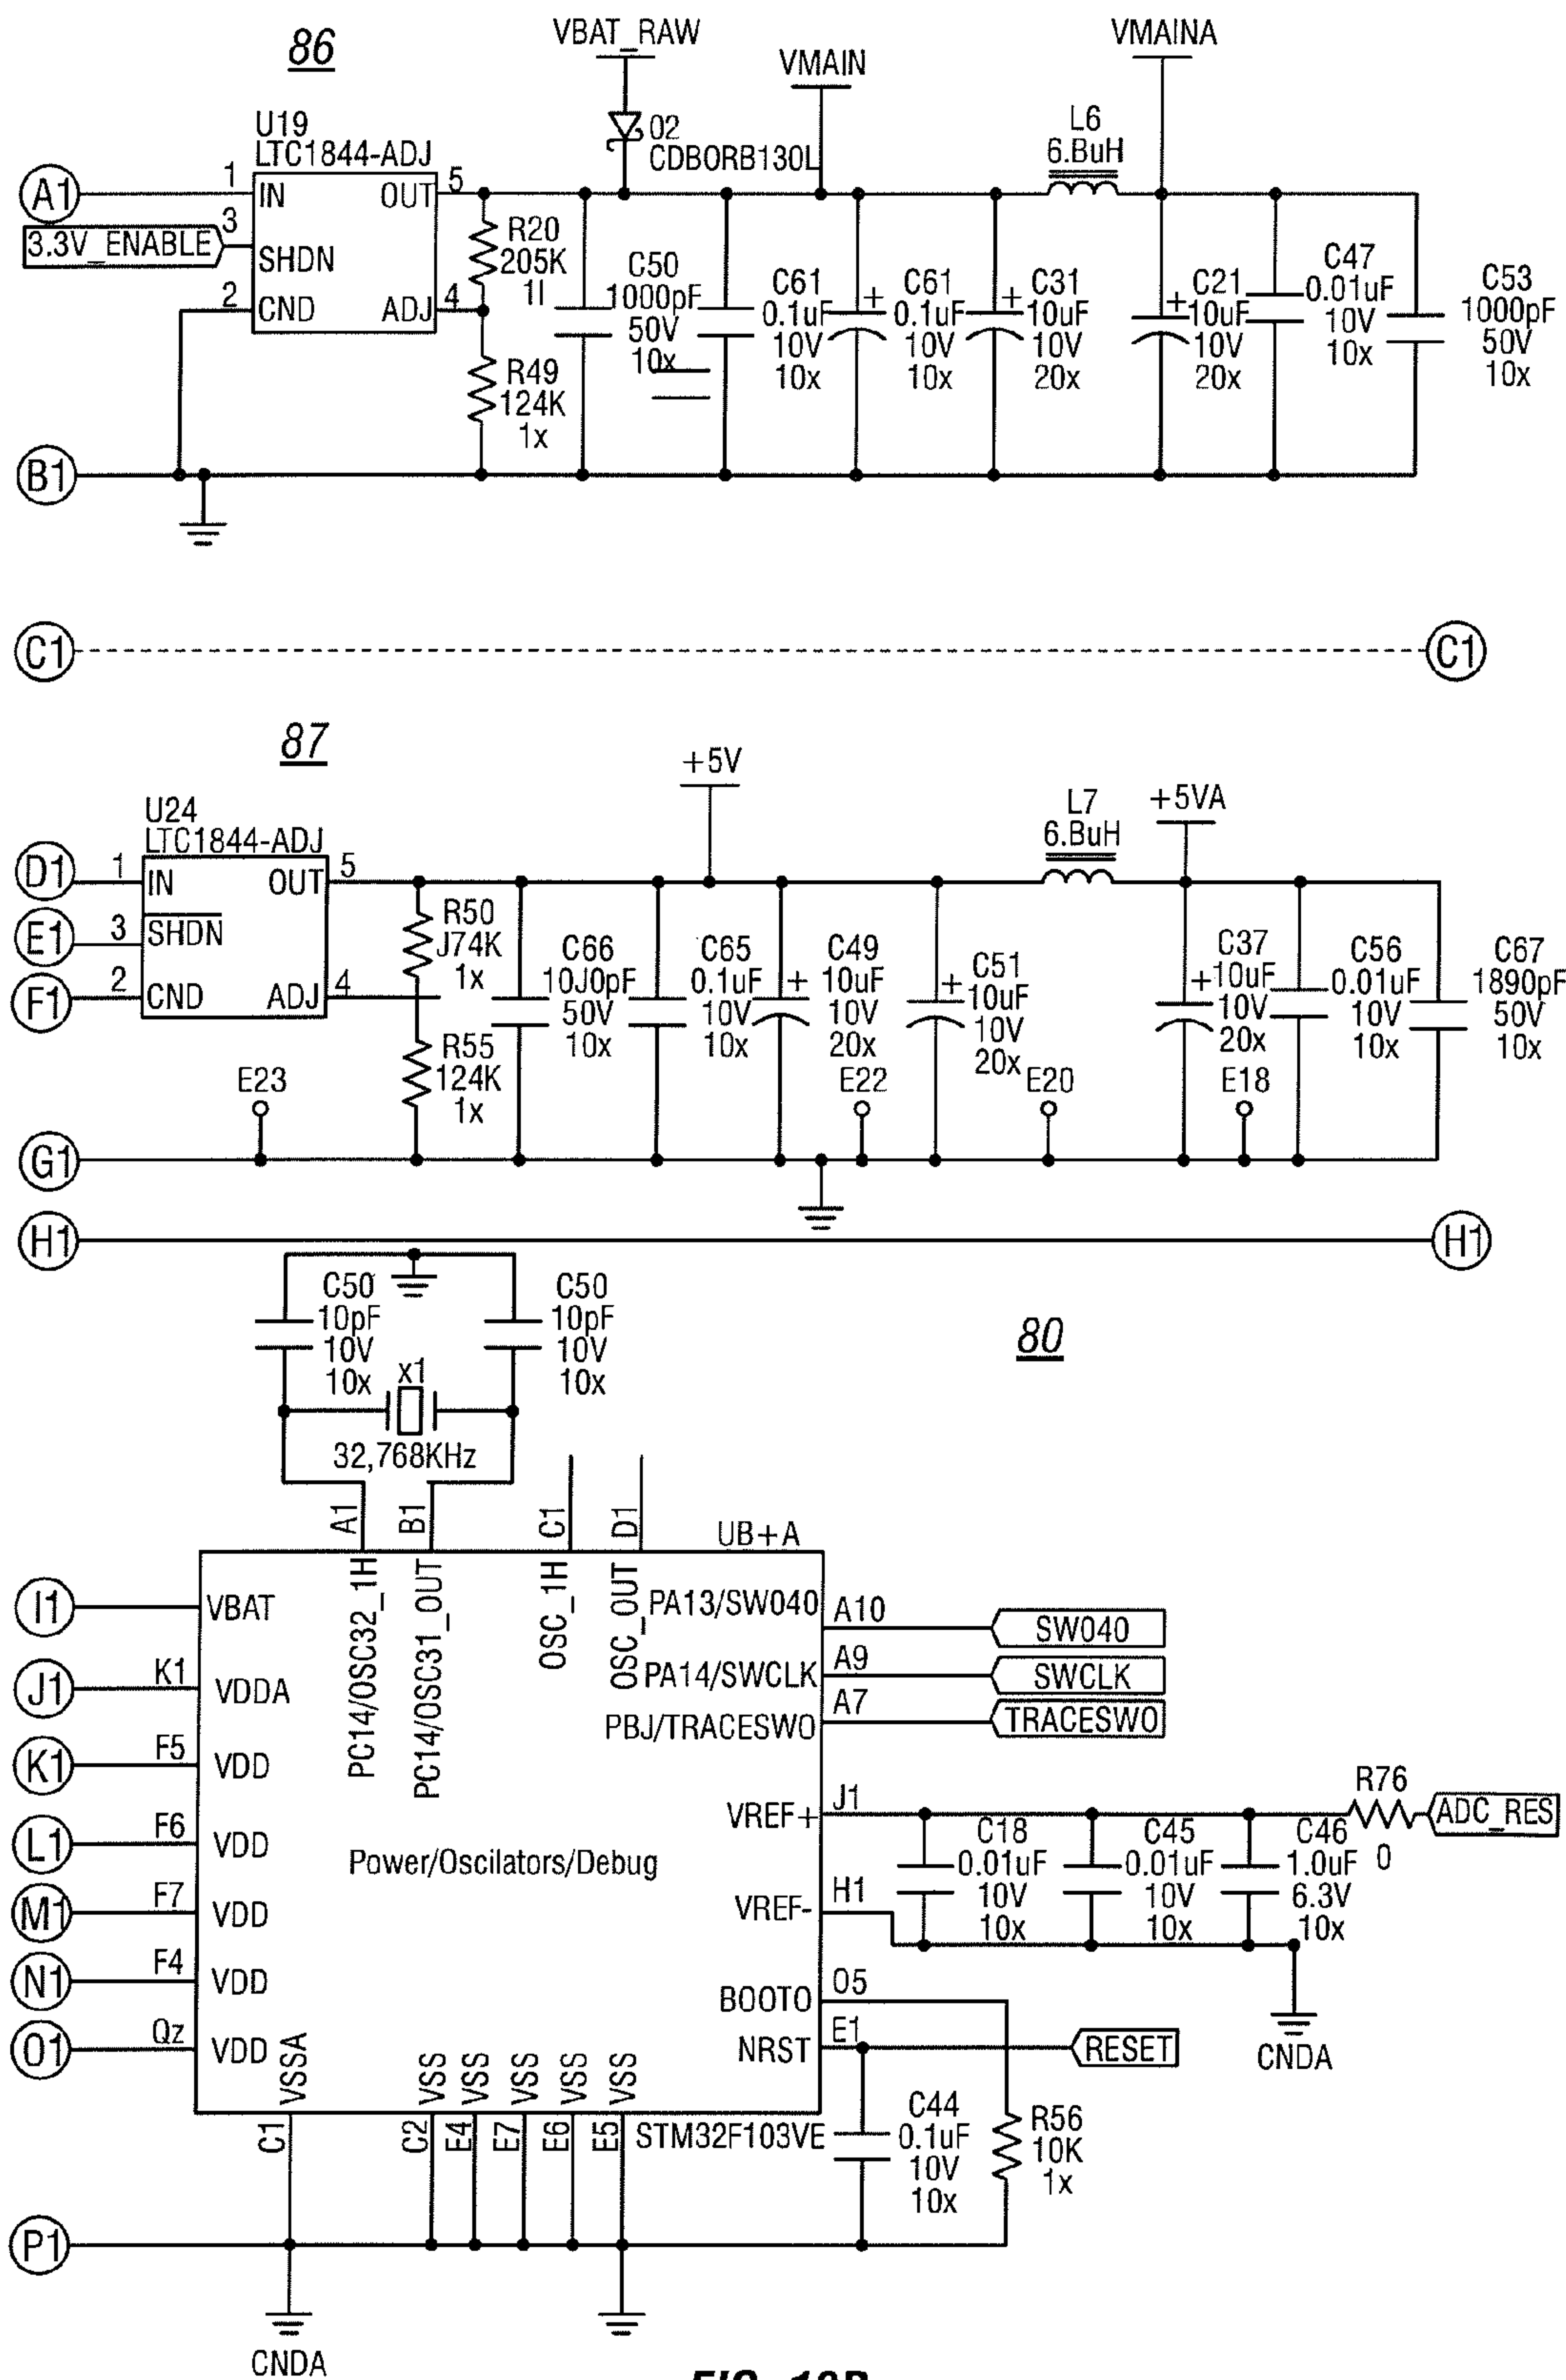 86
VBAT_RAW
VMAIN
VMAINA
U19
LTC1844-ADJ
02
CDBORB130L
L6
6.BuH
A1
1
IN
OUT
5
3.3V_ENABLE
3
SHDN
2
CND
ADJ
4
R20
205K
1I
R49
124K
1x
C50
1000pF
50V
10x
C61
0.1uF
10V
10x
+
C61
0.1uF
10V
10x
+
C31
10uF
10V
20x
+
C21
10uF
10V
20x
C47
0.01uF
10V
10x
C53
1000pF
50V
10x
B1
C1
C1
87
+5V
L7
6.BuH
+5VA
U24
LTC1844-ADJ
D1
1
IN
OUT
5
E1
3
SHDN
F1
2
CND
ADJ
4
R50
J74K
1x
R55
124K
1x
C66
10J0pF
50V
10x
C65
0.1uF
10V
10x
+
C49
10uF
10V
20x
+
C51
10uF
10V
20x
+
C37
10uF
10V
20x
C56
0.01uF
10V
10x
C67
1890pF
50V
10x
E23
E22
E20
E18
G1
H1
H1
C50
10pF
10V
10x
C50
10pF
10V
10x
x1
32,768KHz
80
A1
B1
C1
D1
UB+A
PC14/OSC32_1H
PC14/OSC31_OUT
OSC_1H
OSC_OUT
I1
VBAT
J1
K1
VDDA
K1
F5
VDD
L1
F6
VDD
M1
F7
VDD
N1
F4
VDD
O1
Qz
VDD
Power/Oscilators/Debug
PA13/SW040
A10
SW040
PA14/SWCLK
A9
SWCLK
PBJ/TRACESWO
A7
TRACESWO
VREF+
J1
R76
0
ADC_RES
C18
0.01uF
10V
10x
C45
0.01uF
10V
10x
C46
1.0uF
6.3V
10x
VREF-
H1
CNDA
BOOTO
O5
NRST
E1
RESET
VSSA
VSS
VSS
VSS
VSS
VSS
C1
C2
E4
E7
E6
E5
STM32F103VE
C44
0.1uF
10V
10x
R56
10K
1x
P1
CNDA